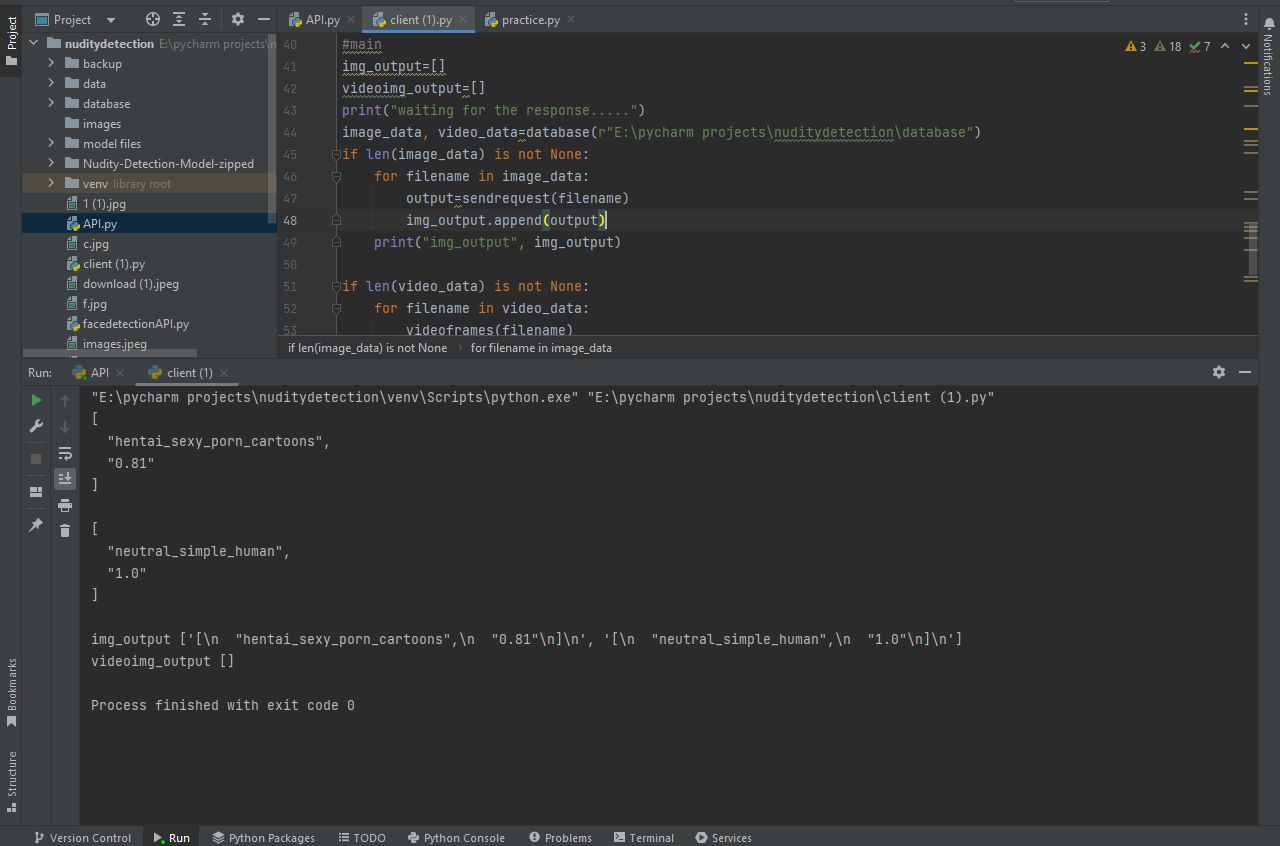 Project
API.py
client (1).py
practice.py
nuditydetection E:\pycharm projects\n
backup
data
database
images
model files
Nudity-Detection-Model-zipped
venv library root
1 (1).jpg
API.py
c.jpg
client (1).py
download (1).jpeg
f.jpg
facedetectionAPI.py
images.jpeg
3 18 7
40 #main
41 img_output=[]
42 videoimg_output=[]
43 print("waiting for the response.....")
44 image_data, video_data=database(r"E:\pycharm projects\nuditydetection\database")
45 if len(image_data) is not None:
46 for filename in image_data:
47 output=sendrequest(filename)
48 img_output.append(output)
49 print("img_output", img_output)
50
51 if len(video_data) is not None:
52 for filename in video_data:
53 videoframes(filename)
if len(image_data) is not None
for filename in image_data
Run:
API
client (1)
"E:\pycharm projects\nuditydetection\venv\Scripts\python.exe" "E:\pycharm projects\nuditydetection\client (1).py"
[
"hentai_sexy_porn_cartoons",
"0.81"
]
[
"neutral_simple_human",
"1.0"
]
img_output ['[\n  "hentai_sexy_porn_cartoons",\n  "0.81"\n]\n', '[\n  "neutral_simple_human",\n  "1.0"\n]\n']
videoimg_output []
Process finished with exit code 0
Project
Bookmarks
Structure
Notifications
Version Control
Run
Python Packages
TODO
Python Console
Problems
Terminal
Services